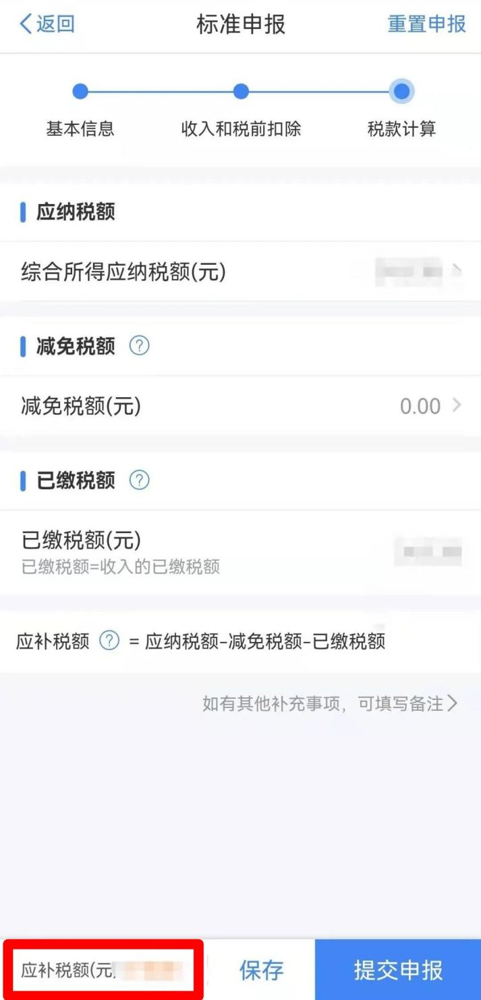 返回 标准申报 重置申报
基本信息 收入和税前扣除 税款计算
应纳税额
综合所得应纳税额(元)
减免税额 ?
减免税额(元) 0.00
已缴税额 ?
已缴税额(元)
已缴税额=收入的已缴税额
应补税额 ? = 应纳税额-减免税额-已缴税额
如有其他补充事项，可填写备注
应补税额(元 保存 提交申报